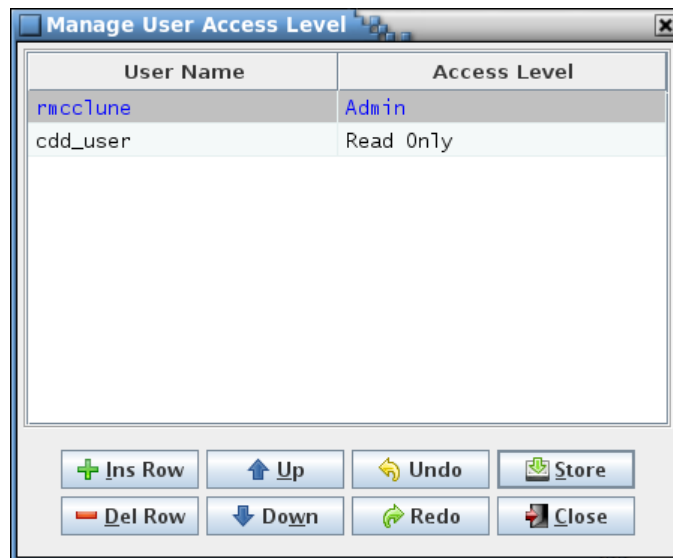 Manage User Access Level
User Name Access Level
rmcclune Admin
cdd_user Read Only
Ins Row Up Undo Store
Del Row Down Redo Close